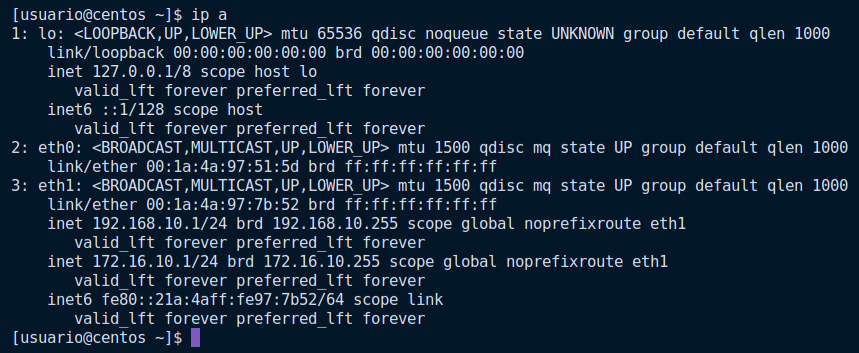 [usuario@centos ~]$ ip a
1: lo: <LOOPBACK,UP,LOWER_UP> mtu 65536 qdisc noqueue state UNKNOWN group default qlen 1000
    link/loopback 00:00:00:00:00:00 brd 00:00:00:00:00:00
    inet 127.0.0.1/8 scope host lo
       valid_lft forever preferred_lft forever
    inet6 ::1/128 scope host
       valid_lft forever preferred_lft forever
2: eth0: <BROADCAST,MULTICAST,UP,LOWER_UP> mtu 1500 qdisc mq state UP group default qlen 1000
    link/ether 00:1a:4a:97:51:5d brd ff:ff:ff:ff:ff:ff
3: eth1: <BROADCAST,MULTICAST,UP,LOWER_UP> mtu 1500 qdisc mq state UP group default qlen 1000
    link/ether 00:1a:4a:97:7b:52 brd ff:ff:ff:ff:ff:ff
    inet 192.168.10.1/24 brd 192.168.10.255 scope global noprefixroute eth1
       valid_lft forever preferred_lft forever
    inet 172.16.10.1/24 brd 172.16.10.255 scope global noprefixroute eth1
       valid_lft forever preferred_lft forever
    inet6 fe80::21a:4aff:fe97:7b52/64 scope link
       valid_lft forever preferred_lft forever
[usuario@centos ~]$